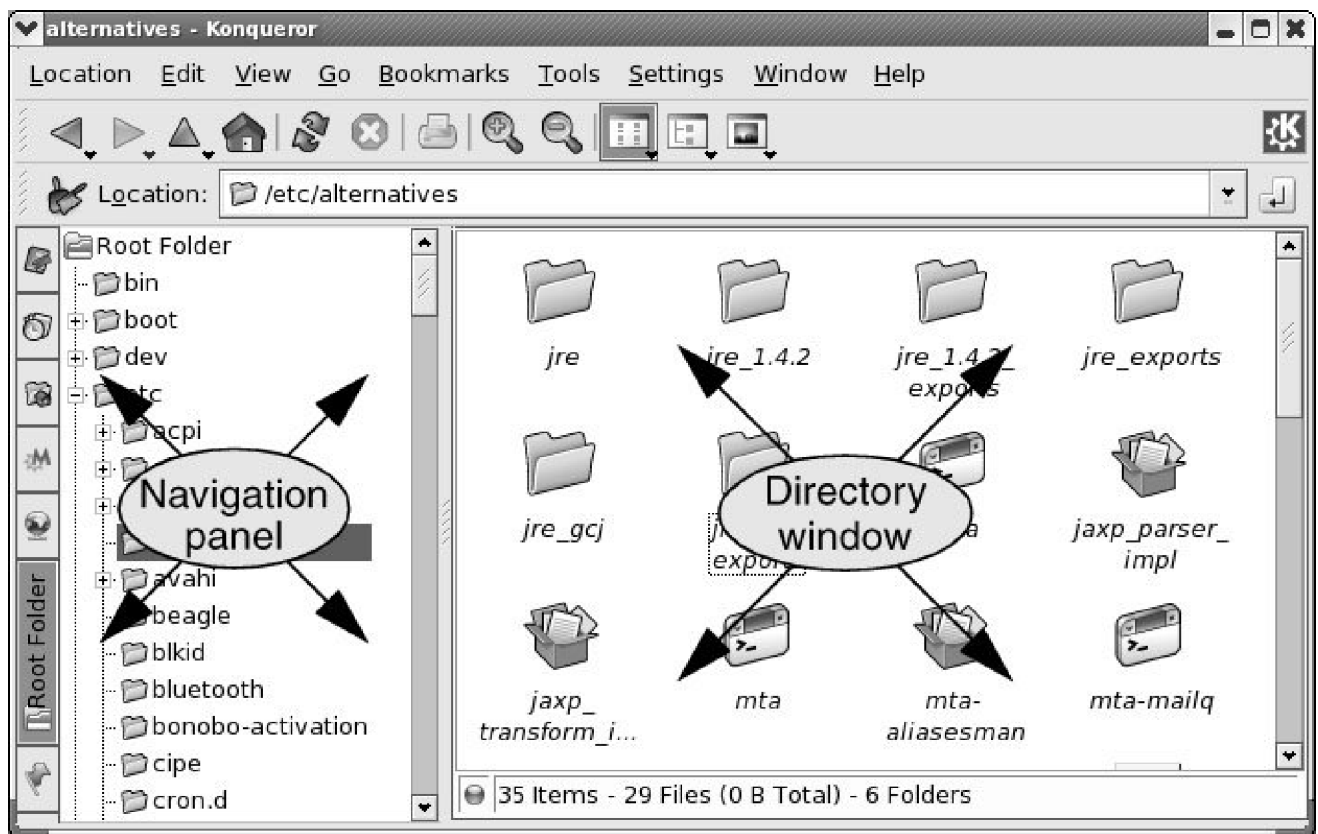 alternatives - Konqueror
Location Edit View Go Bookmarks Tools Settings Window Help
Location: /etc/alternatives
Root Folder
bin
boot
dev
etc
acpi
avahi
beagle
blkid
bluetooth
bonobo-activation
cipe
cron.d
Root Folder
Navigation
panel
jre
jre_1.4.2
jre_1.4.2_
exports
jre_exports
jre_gcj
jaxp_parser_
impl
Directory
window
jaxp_
transform_i...
mta
mta-
aliasesman
mta-mailq
35 Items - 29 Files (0 B Total) - 6 Folders